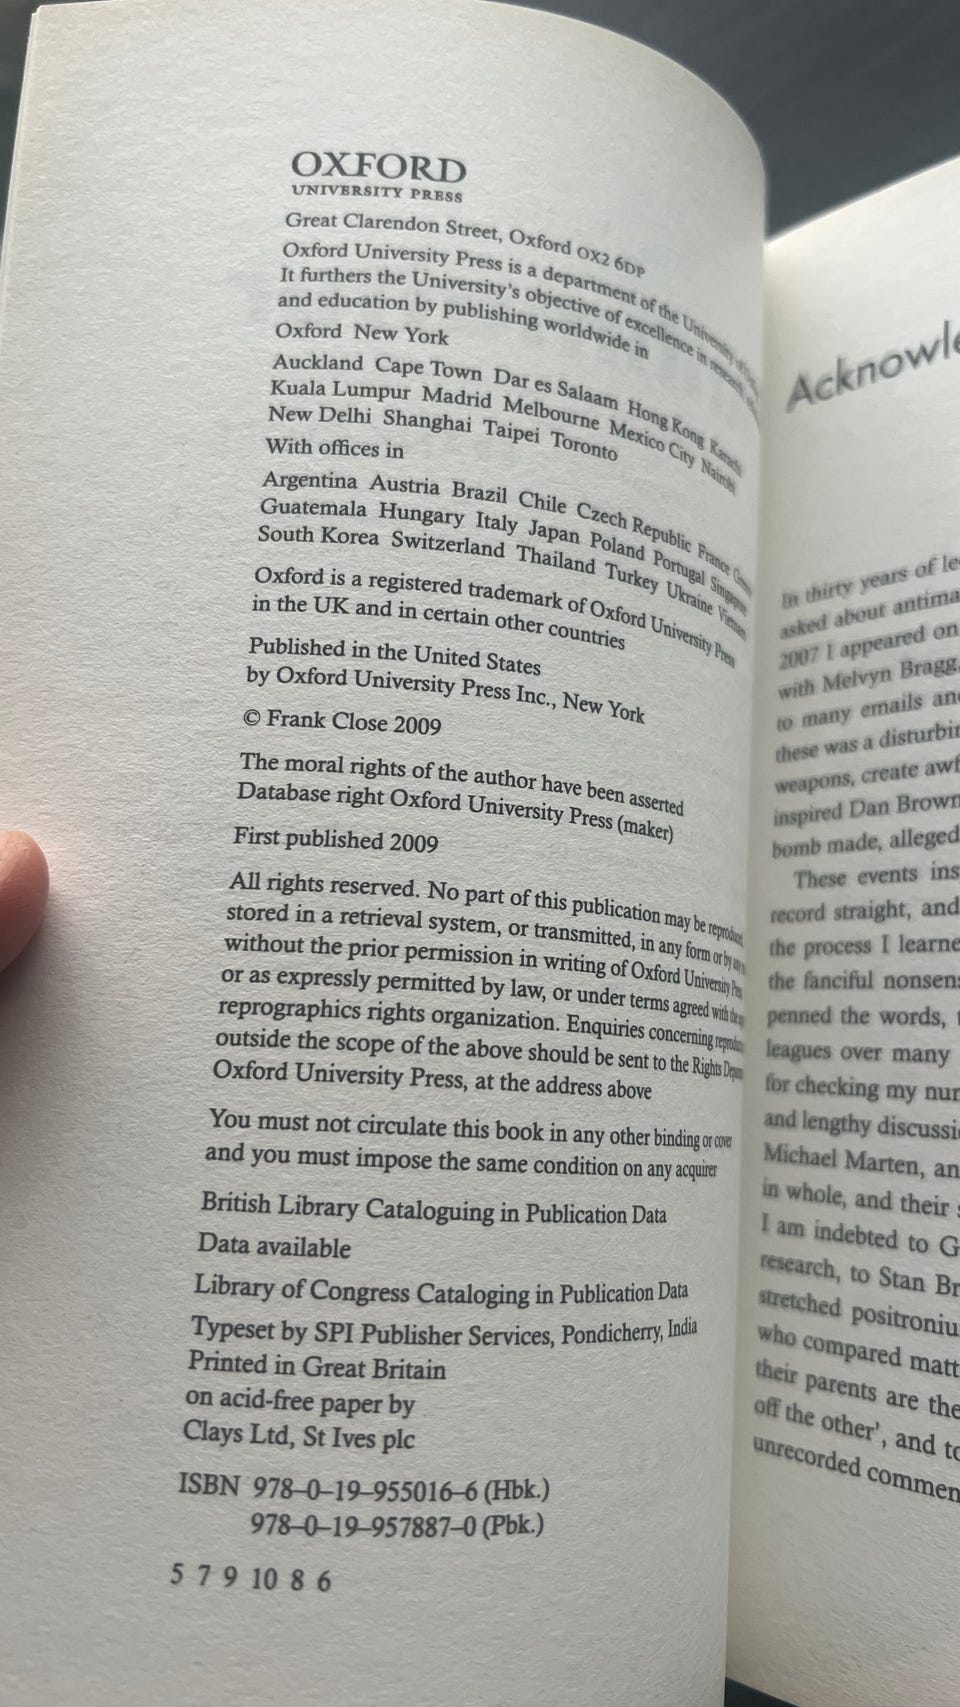 OXFORD
UNIVERSITY PRESS
Great Clarendon Street, Oxford OX2 6DP
Oxford University Press is a department of the University of
It furthers the University's objective of excellence in research,
and education by publishing worldwide in
Oxford New York
Auckland Cape Town Dar es Salaam Hong Kong Karachi
Kuala Lumpur Madrid Melbourne Mexico City Nairobi
New Delhi Shanghai Taipei Toronto
With offices in
Argentina Austria Brazil Chile Czech Republic France
Guatemala Hungary Italy Japan Poland Portugal Singapore
South Korea Switzerland Thailand Turkey Ukraine Vietnam
Oxford is a registered trademark of Oxford University Press
in the UK and in certain other countries
Published in the United States
by Oxford University Press Inc., New York
© Frank Close 2009
The moral rights of the author have been asserted
Database right Oxford University Press (maker)
First published 2009
All rights reserved. No part of this publication may be
stored in a retrieval system, or transmitted, in any form or by
without the prior permission in writing of Oxford University Press
or as expressly permitted by law, or under terms agreed with the
reprographics rights organization. Enquiries concerning
outside the scope of the above should be sent to the Rights
Oxford University Press, at the address above
You must not circulate this book in any other binding or cover
and you must impose the same condition on any acquirer
British Library Cataloguing in Publication Data
Data available
Library of Congress Cataloging in Publication Data
Typeset by SPI Publisher Services, Pondicherry, India
Printed in Great Britain
on acid-free paper by
Clays Ltd, St Ives plc
ISBN 978–0–19–955016–6 (Hbk.)
978–0–19–957887–0 (Pbk.)
5 7 9 10 8 6
Acknowle
In thirty years of le
asked about antima
2007 I appeared on
with Melvyn Bragg,
to many emails and
these was a disturbin
weapons, create awf
inspired Dan Brown
bomb made, alleged
These events ins
record straight, and
the process I learne
the fanciful nonsens
penned the words, t
leagues over many
for checking my nur
and lengthy discussi
Michael Marten, an
in whole, and their s
I am indebted to G
research, to Stan Br
stretched positroniu
who compared matt
their parents are the
off the other', and to
unrecorded commen